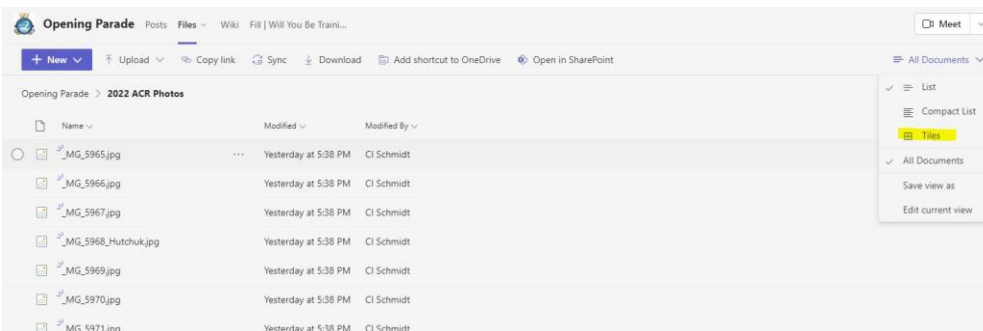 Opening Parade Posts Files Wiki Fill | Will You Be Traini... Meet
+ New Upload Copy link Sync Download Add shortcut to OneDrive Open in SharePoint All Documents
Opening Parade > 2022 ACR Photos
List
Compact List
Tiles
All Documents
Save view as
Edit current view
Name Modified Modified By
_MG_5965.jpg ... Yesterday at 5:38 PM CI Schmidt
_MG_5966.jpg Yesterday at 5:38 PM CI Schmidt
_MG_5967.jpg Yesterday at 5:38 PM CI Schmidt
_MG_5968_Hutchuk.jpg Yesterday at 5:38 PM CI Schmidt
_MG_5969.jpg Yesterday at 5:38 PM CI Schmidt
_MG_5970.jpg Yesterday at 5:38 PM CI Schmidt
_MG_5971.jpg Yesterday at 5:38 PM CI Schmidt